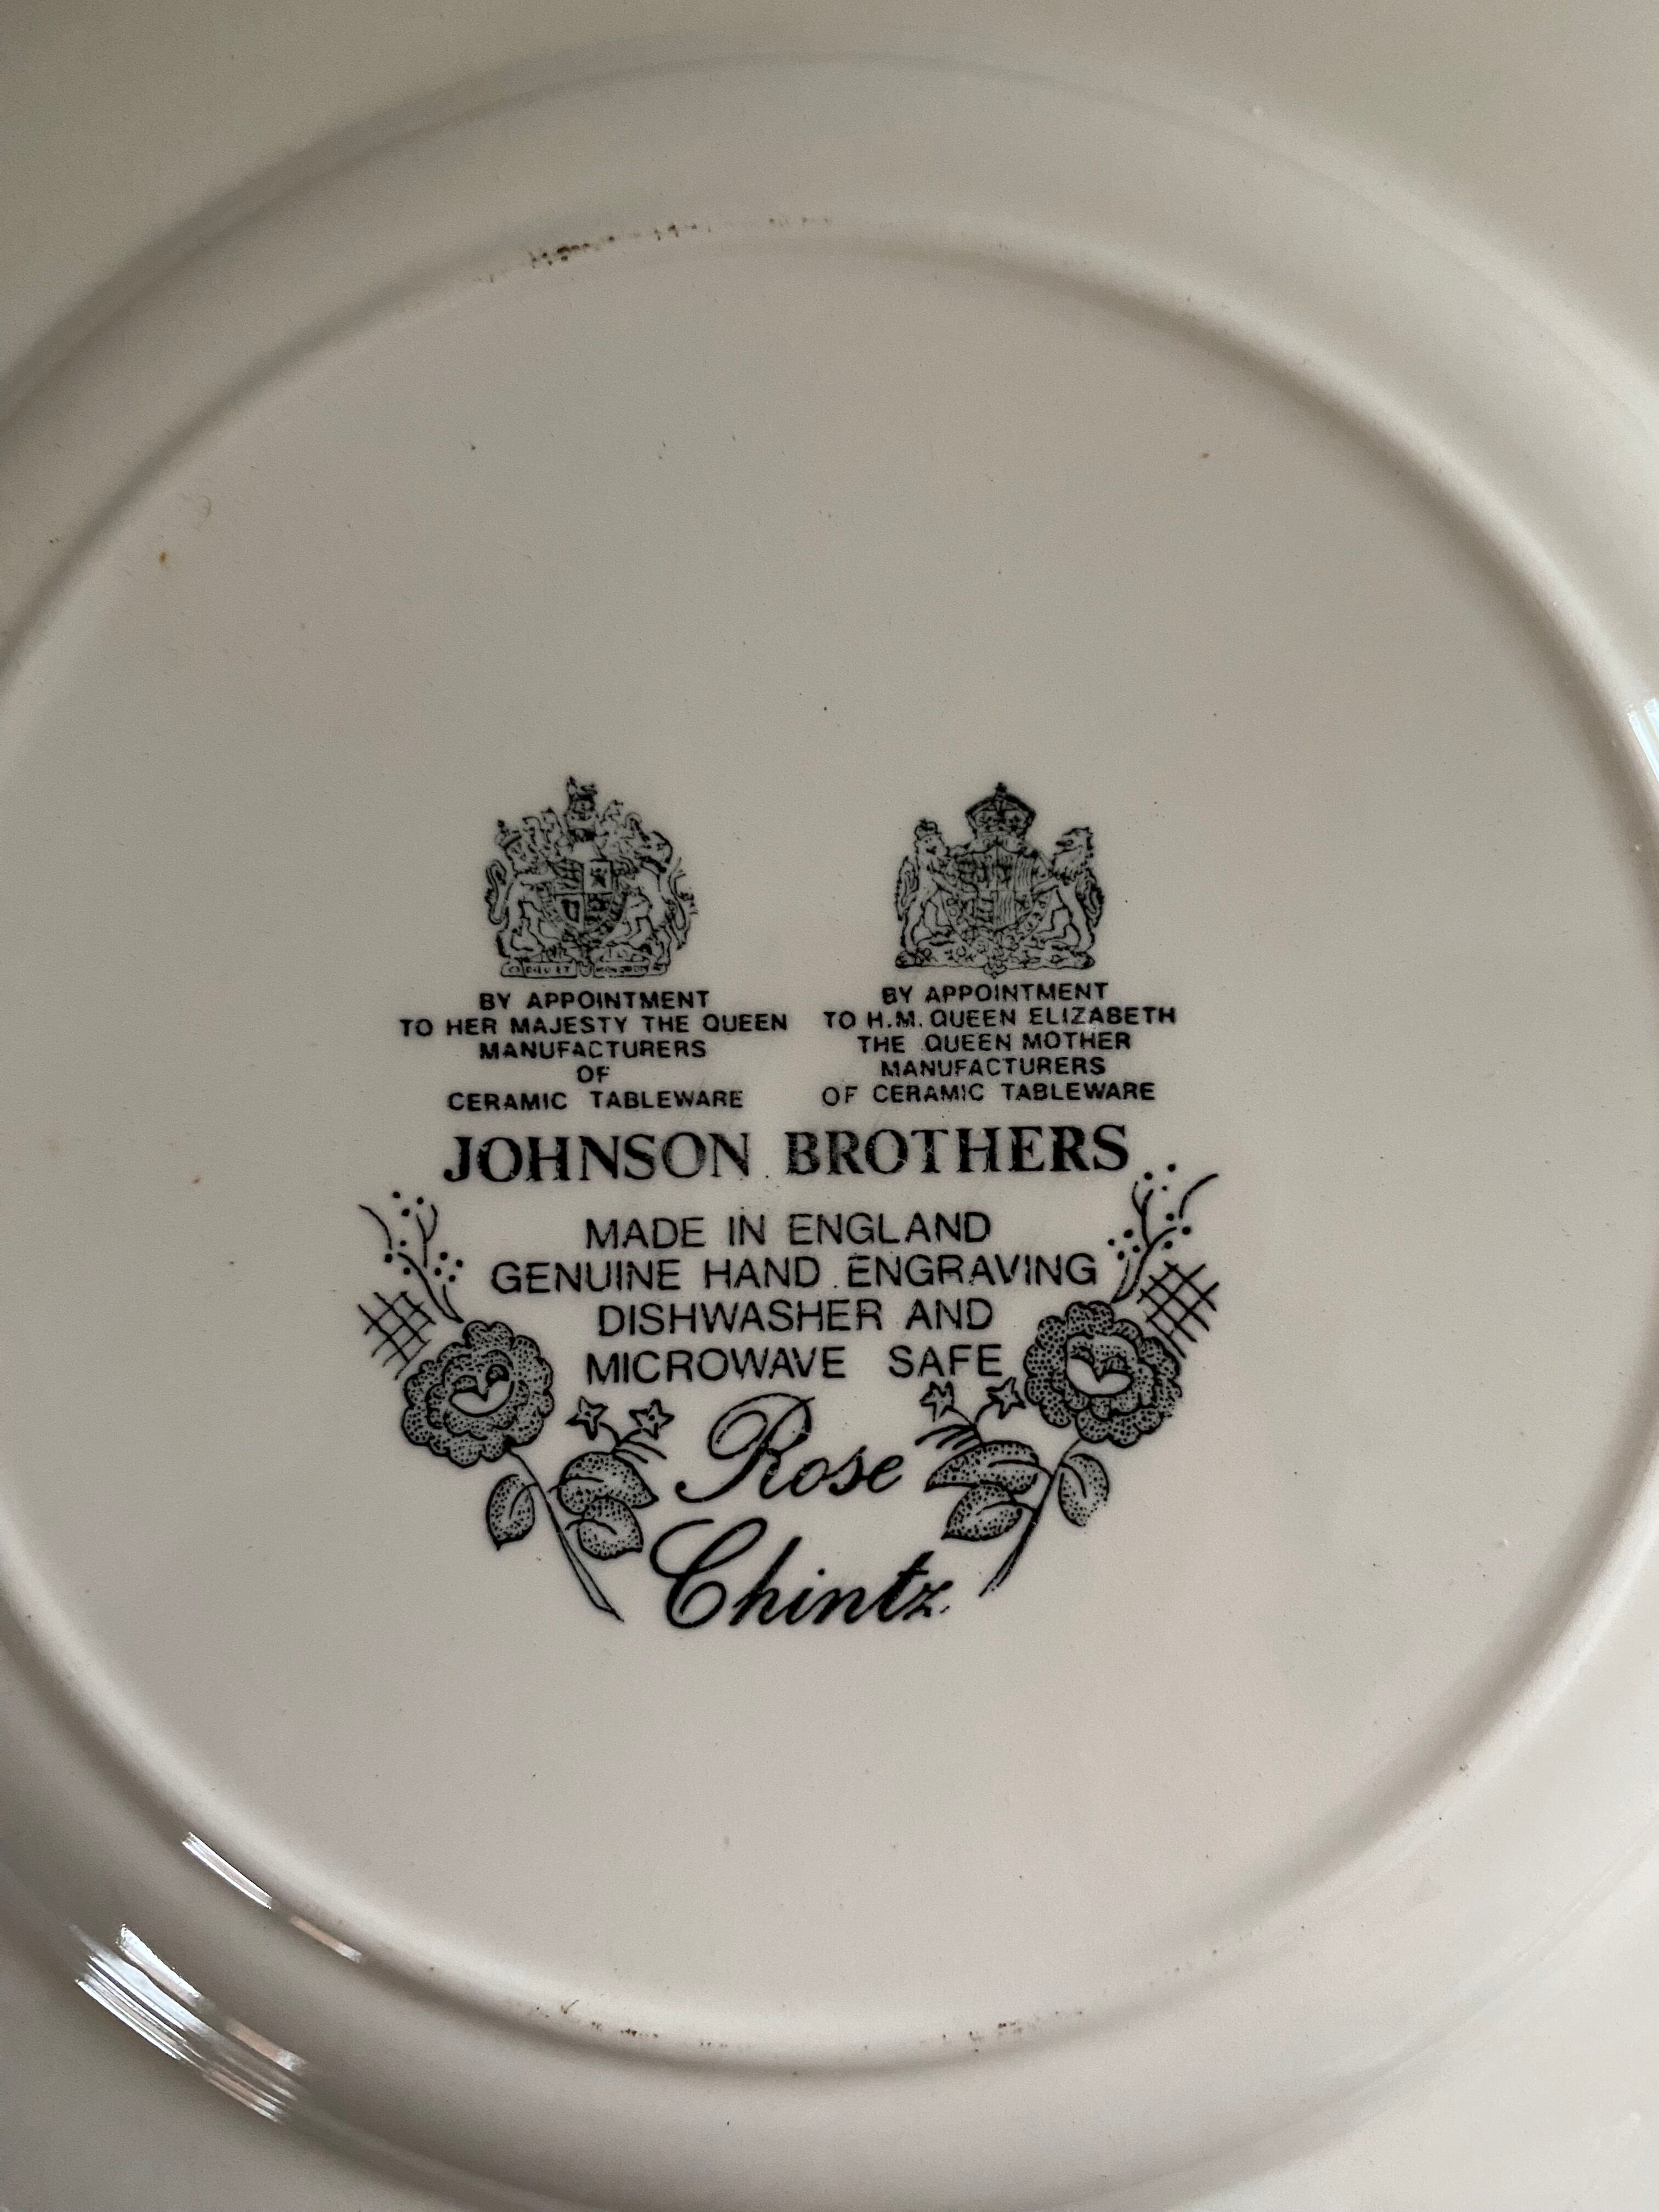 BY APPOINTMENT
TO HER MAJESTY THE QUEEN
MANUFACTURERS
OF
CERAMIC TABLEWARE
BY APPOINTMENT
TO H.M. QUEEN ELIZABETH
THE QUEEN MOTHER
MANUFACTURERS
OF CERAMIC TABLEWARE
JOHNSON BROTHERS
MADE IN ENGLAND
GENUINE HAND ENGRAVING
DISHWASHER AND
MICROWAVE SAFE
Rose
Chintz